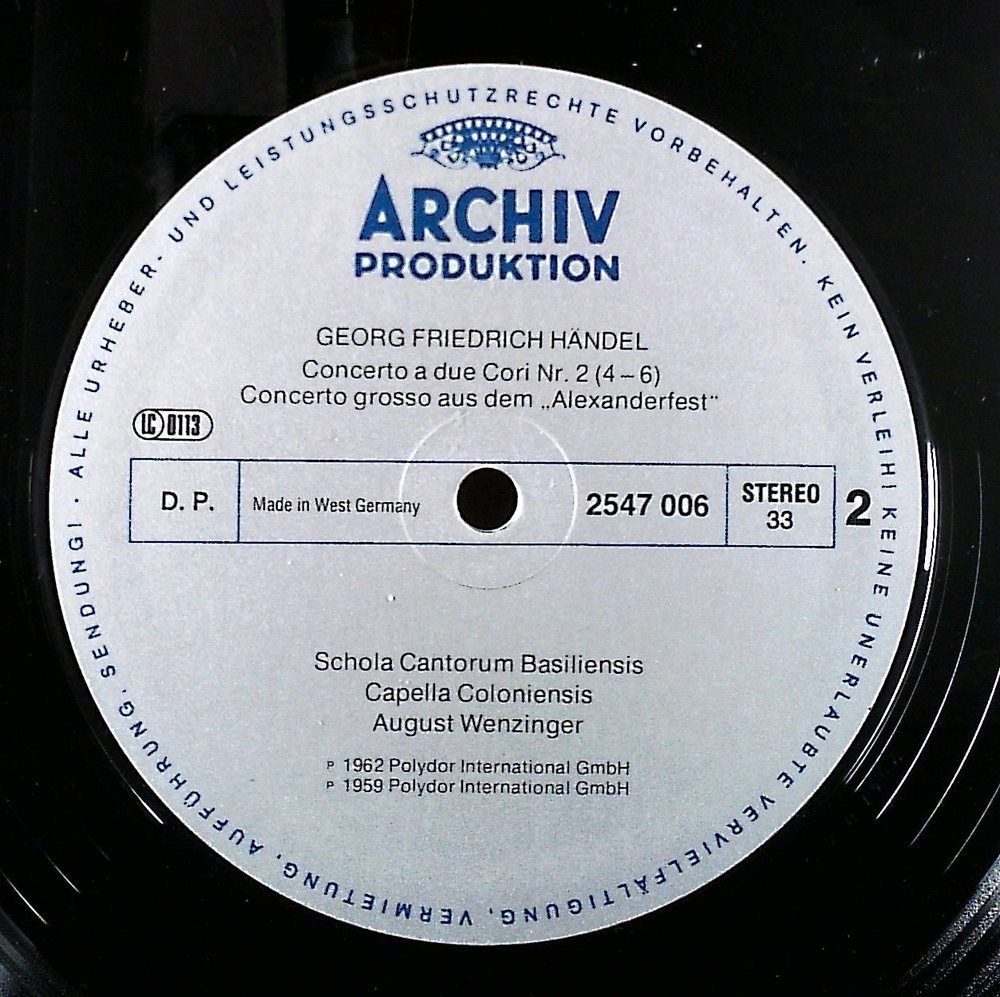 · ALLE URHEBER- UND LEISTUNGSSCHUTZRECHTE VORBEHALTEN. KEIN VERLEIH! KEINE UNERLAUBTE VERVIELFÄLTIGUNG, VERMIETUNG, AUFFÜHRUNG, SENDUNG!
ARCHIV
PRODUKTION
GEORG FRIEDRICH HÄNDEL
Concerto a due Cori Nr. 2 (4–6)
Concerto grosso aus dem „Alexanderfest“
LC 0113
D. P.
Made in West Germany
2547 006
STEREO
33
2
Schola Cantorum Basiliensis
Capella Coloniensis
August Wenzinger
P 1962 Polydor International GmbH
P 1959 Polydor International GmbH